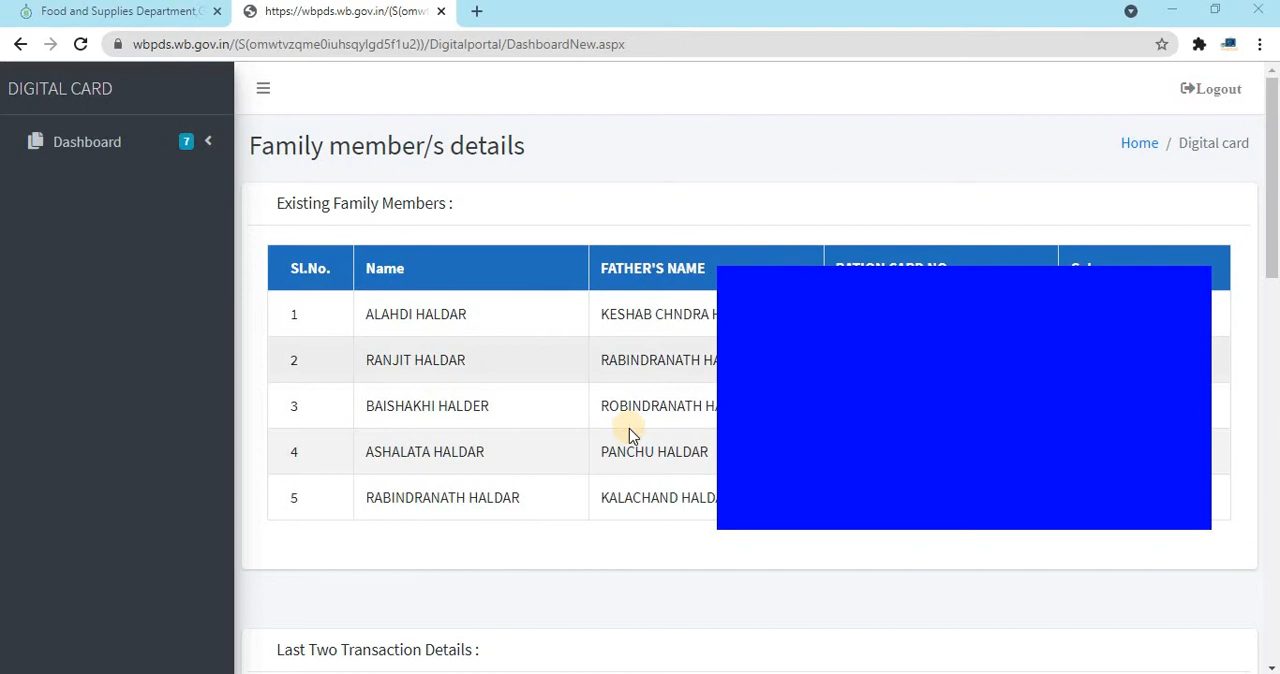 Food and Supplies Department,
https://wbpds.wb.gov.in/(S(omw
wbpds.wb.gov.in/(S(omwtvzqme0iuhsqylgd5f1u2))/Digitalportal/DashboardNew.aspx
DIGITAL CARD
Logout
Dashboard 7
Family member/s details
Home / Digital card
Existing Family Members :
Sl.No. Name FATHER'S NAME RATION CARD NO
1 ALAHDI HALDAR KESHAB CHNDRA
2 RANJIT HALDAR RABINDRANATH
3 BAISHAKHI HALDER ROBINDRANATH
4 ASHALATA HALDAR PANCHU HALDAR
5 RABINDRANATH HALDAR KALACHAND
Last Two Transaction Details :